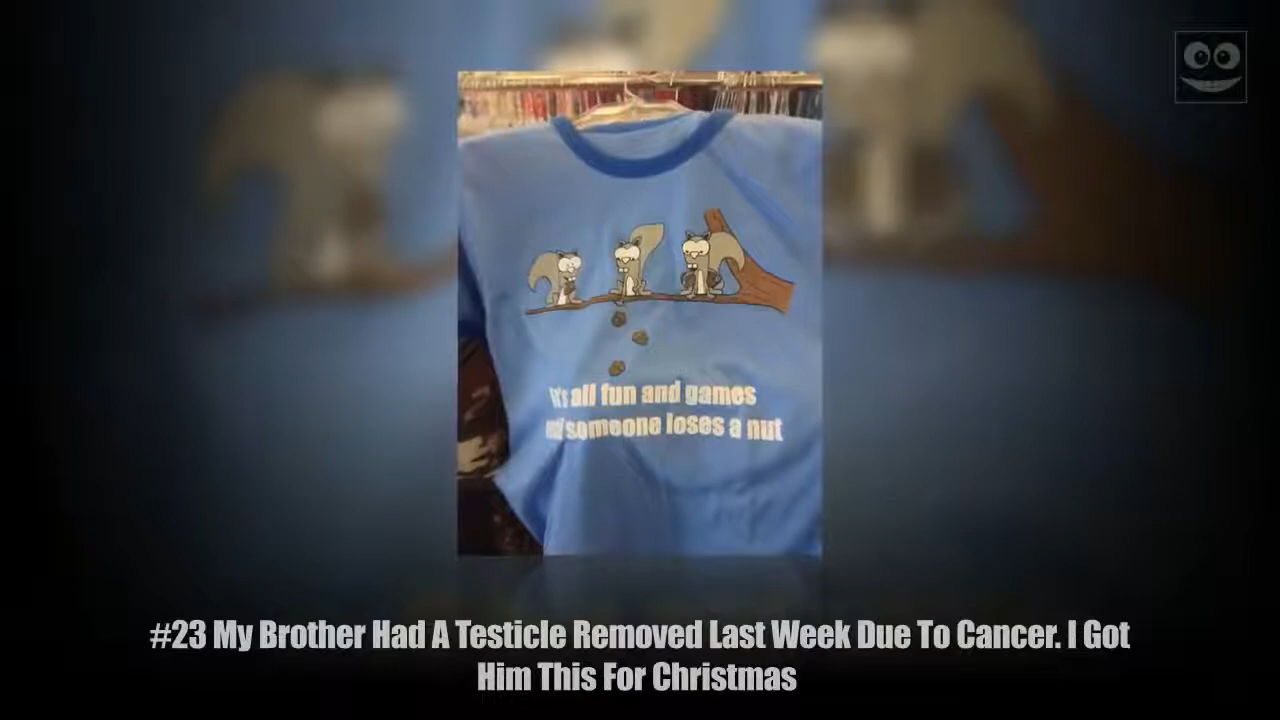 it's all fun and games
someone loses a nut
#23 My Brother Had A Testicle Removed Last Week Due To Cancer. I Got
Him This For Christmas